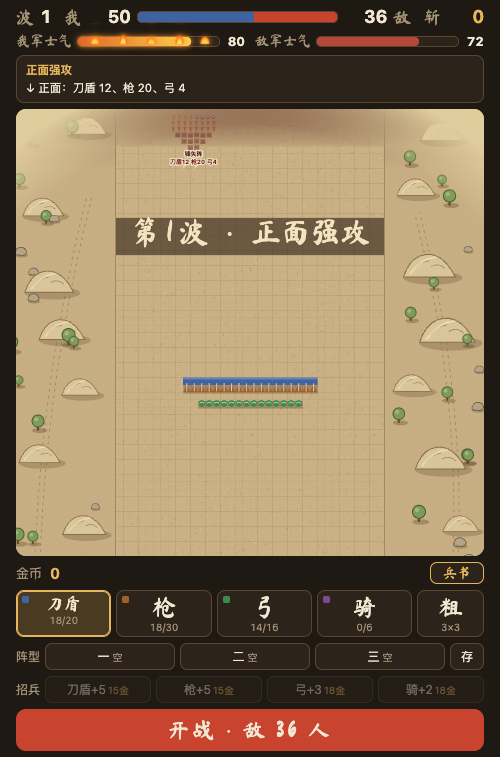 波 1 我 50 36 敌 斩 0
我军士气 80 敌军士气 72
正面强攻
↓ 正面：刀盾 12、枪 20、弓 4
锋矢阵
刀盾12 枪20 弓4
第1波 · 正面强攻
金币 0 兵书
刀盾 枪 弓 骑 粗
18/20 18/30 14/16 0/6 3×3
阵型 一 空 二 空 三 空 存
招兵 刀盾+5 15金 枪+5 15金 弓+3 18金 骑+2 18金
开战 · 敌 36 人